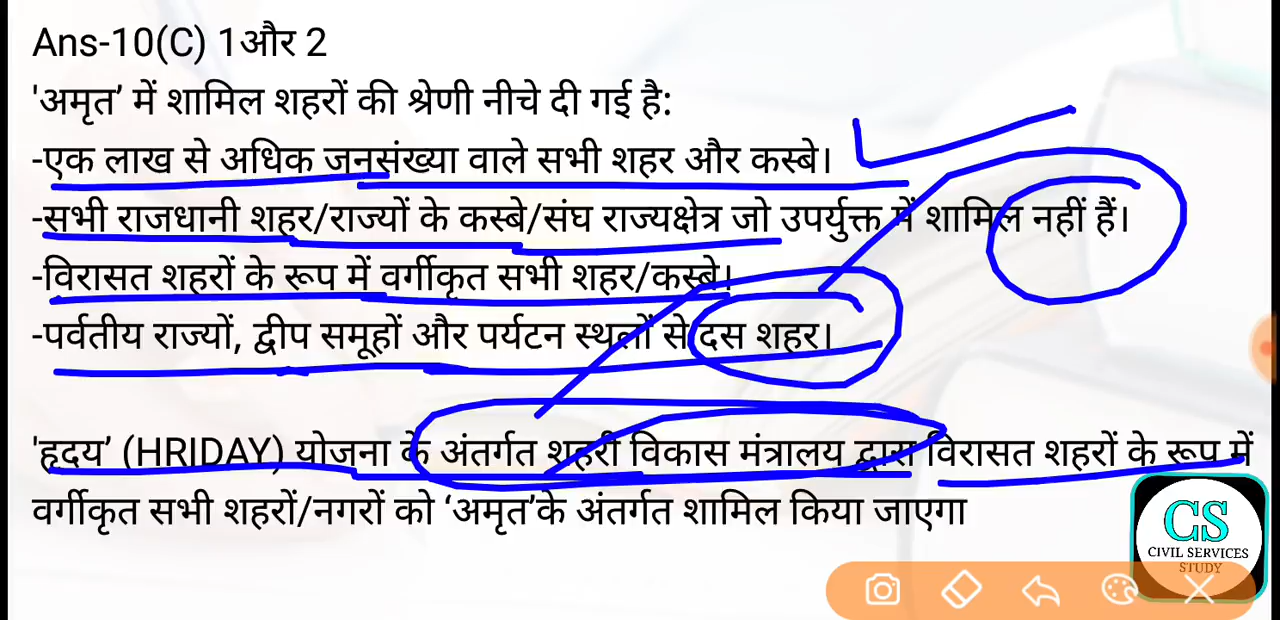 Ans-10(C) 1और 2
'अमृत’ में शामिल शहरों की श्रेणी नीचे दी गई है:
-एक लाख से अधिक जनसंख्या वाले सभी शहर और कस्बे।
-सभी राजधानी शहर/राज्यों के कस्बे/संघ राज्यक्षेत्र जो उपर्युक्त में शामिल नहीं हैं।
-विरासत शहरों के रूप में वर्गीकृत सभी शहर/कस्बे।
-पर्वतीय राज्यों, द्वीप समूहों और पर्यटन स्थलों से दस शहर।
'हृदय’ (HRIDAY) योजना के अंतर्गत शहरी विकास मंत्रालय द्वारा विरासत शहरों के रूप में
वर्गीकृत सभी शहरों/नगरों को ‘अमृत’के अंतर्गत शामिल किया जाएगा
CS
CIVIL SERVICES
STUDY